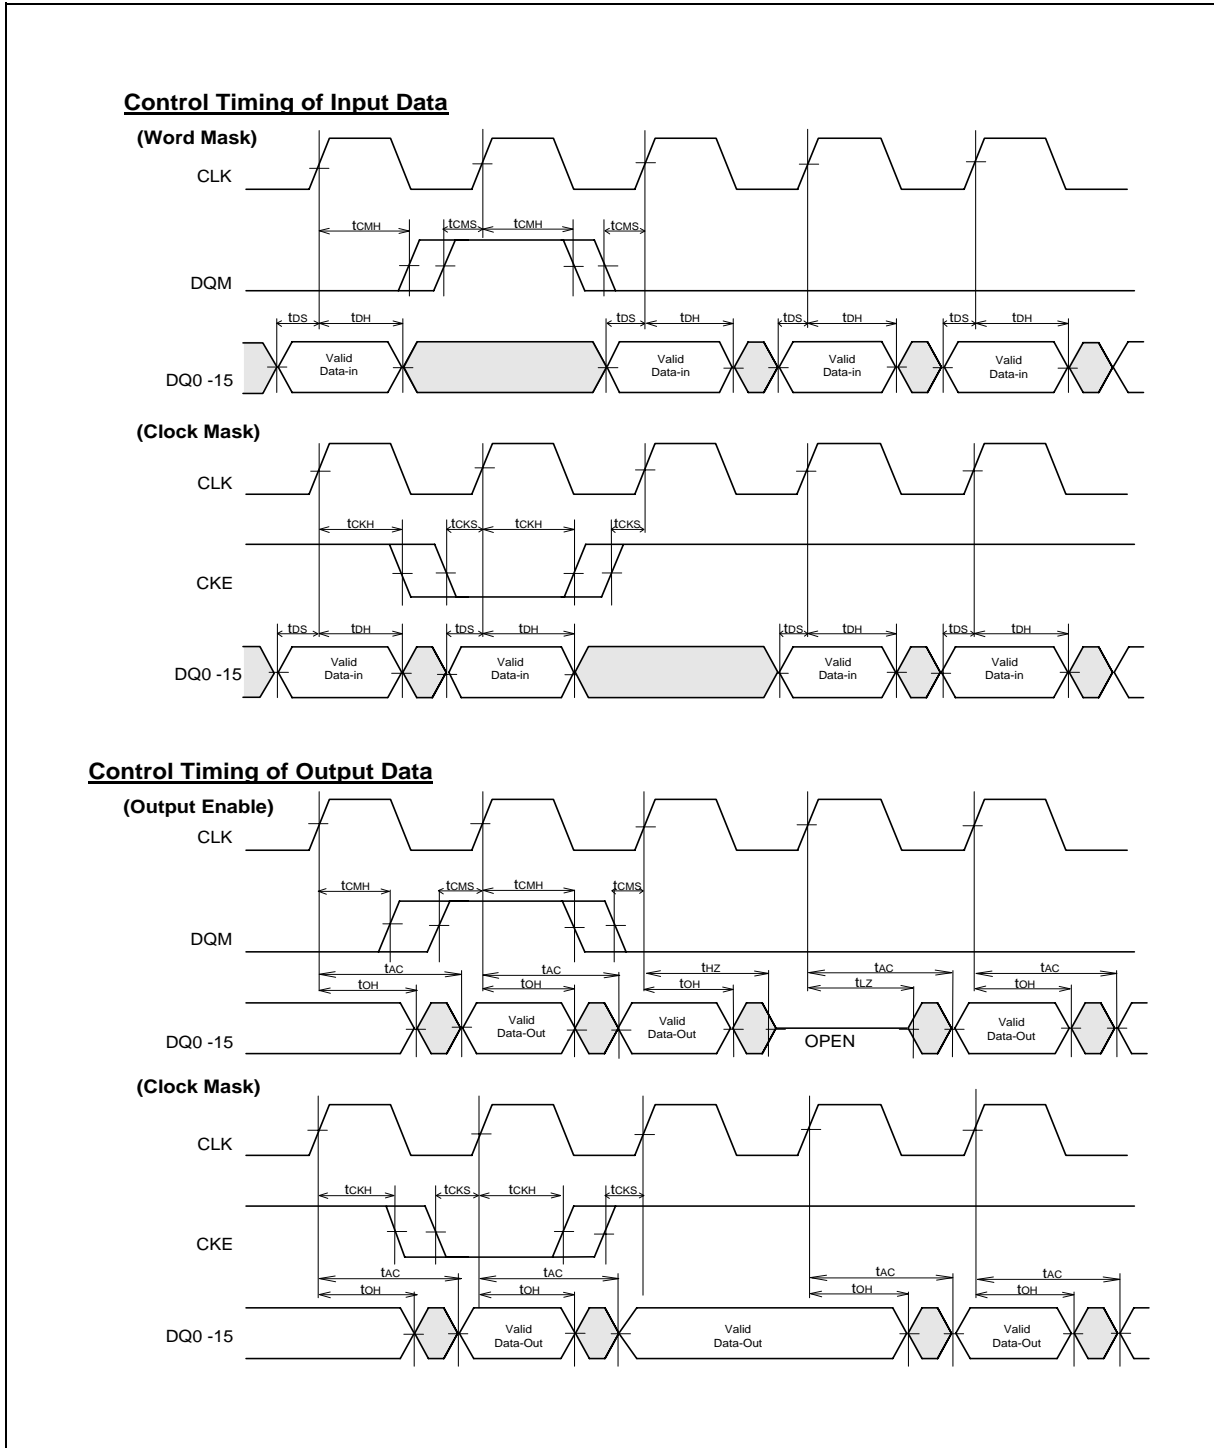 Control Timing of Input Data
(Word Mask)
CLK
tCMH tCMS tCMH tCMS
DQM
tDS tDH tDS tDH tDS tDH tDS tDH
Valid Data-in Valid Data-in Valid Data-in Valid Data-in
DQ0 -15
(Clock Mask)
CLK
tCKH tCKS tCKH tCKS
CKE
tDS tDH tDS tDH tDS tDH tDS tDH
Valid Data-in Valid Data-in Valid Data-in Valid Data-in
DQ0 -15
Control Timing of Output Data
(Output Enable)
CLK
tCMH tCMS tCMH tCMS
DQM
tAC tAC tHZ tAC tAC
tOH tOH tOH tLZ tOH
Valid Data-Out Valid Data-Out Valid Data-Out
DQ0 -15 OPEN
(Clock Mask)
CLK
tCKH tCKS tCKH tCKS
CKE
tAC tAC tAC tAC
tOH tOH tOH tOH
Valid Data-Out Valid Data-Out Valid Data-Out
DQ0 -15